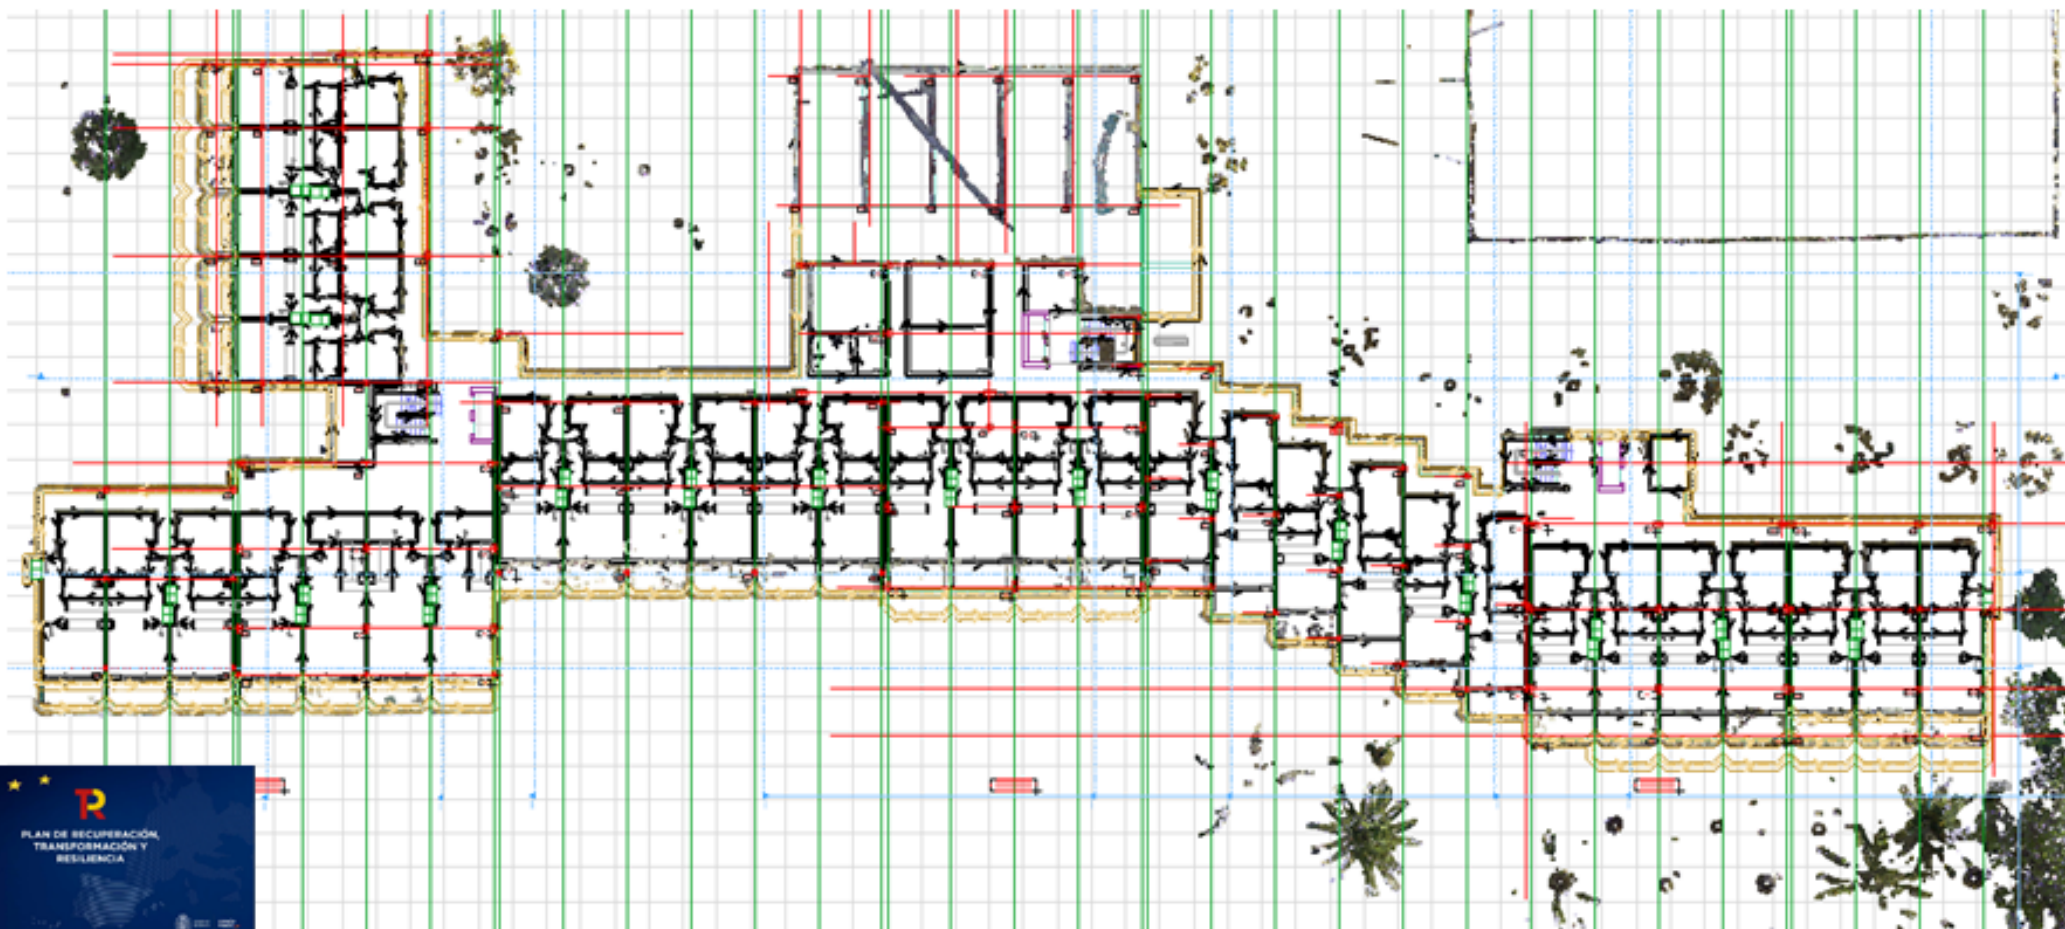 PLAN DE RECUPERACIÓN,
TRANSFORMACIÓN Y
RESILIENCIA